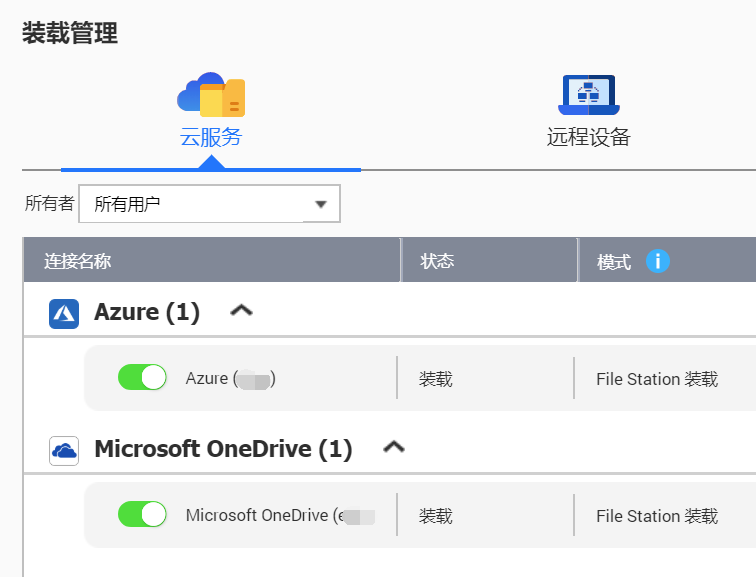 装载管理
云服务
远程设备
所有者 所有用户
连接名称 状态 模式 i
Azure (1)
Azure ( ) 装载 File Station 装载
Microsoft OneDrive (1)
Microsoft OneDrive ( 装载 File Station 装载